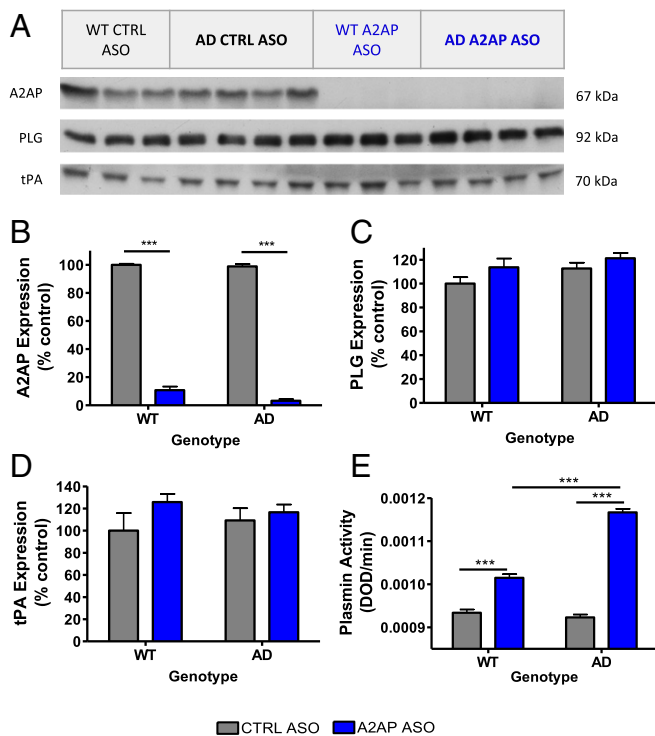 A
WT CTRL ASO
AD CTRL ASO
WT A2AP ASO
AD A2AP ASO
A2AP
67 kDa
PLG
92 kDa
tPA
70 kDa
B
A2AP Expression
(% control)
100
80
60
40
20
0
***
***
WT
AD
Genotype
C
PLG Expression
(% control)
120
100
80
60
40
20
0
WT
AD
Genotype
D
tPA Expression
(% control)
140
120
100
80
60
40
20
0
WT
AD
Genotype
E
Plasmin Activity
(DOD/min)
0.0012
0.0011
0.0010
0.0009
***
***
***
WT
AD
Genotype
CTRL ASO
A2AP ASO